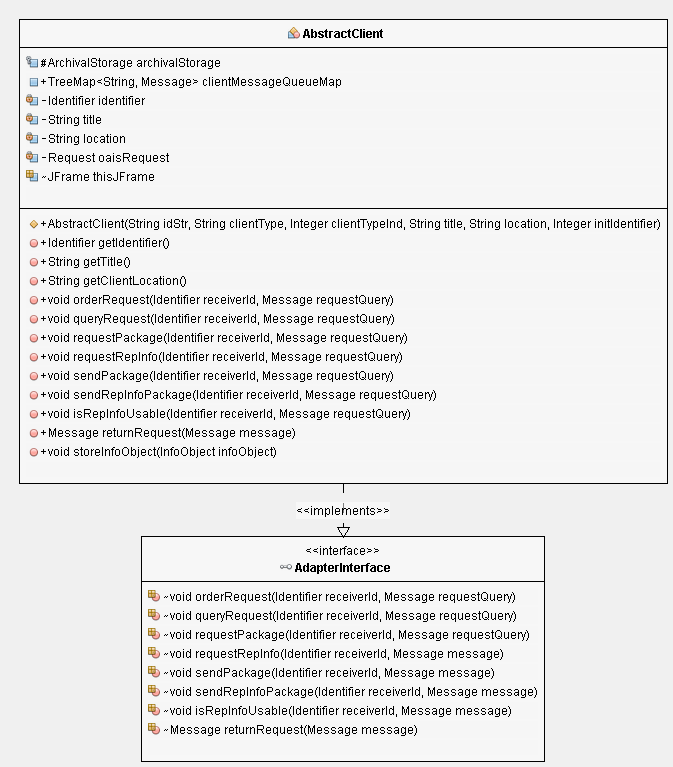 AbstractClient
#ArchivalStorage archivalStorage
+TreeMap<String, Message> clientMessageQueueMap
-Identifier identifier
-String title
-String location
-Request oaisRequest
~JFrame thisJFrame
+AbstractClient(String idStr, String clientType, Integer clientTypeInd, String title, String location, Integer initIdentifier)
+Identifier getIdentifier()
+String getTitle()
+String getClientLocation()
+void orderRequest(Identifier receiverId, Message requestQuery)
+void queryRequest(Identifier receiverId, Message requestQuery)
+void requestPackage(Identifier receiverId, Message requestQuery)
+void requestRepInfo(Identifier receiverId, Message requestQuery)
+void sendPackage(Identifier receiverId, Message requestQuery)
+void sendRepInfoPackage(Identifier receiverId, Message requestQuery)
+void isRepInfoUsable(Identifier receiverId, Message requestQuery)
+Message returnRequest(Message message)
+void storeInfoObject(InfoObject infoObject)
<<implements>>
<<interface>>
AdapterInterface
~void orderRequest(Identifier receiverId, Message requestQuery)
~void queryRequest(Identifier receiverId, Message requestQuery)
~void requestPackage(Identifier receiverId, Message requestQuery)
~void requestRepInfo(Identifier receiverId, Message message)
~void sendPackage(Identifier receiverId, Message message)
~void sendRepInfoPackage(Identifier receiverId, Message message)
~void isRepInfoUsable(Identifier receiverId, Message message)
~Message returnRequest(Message message)